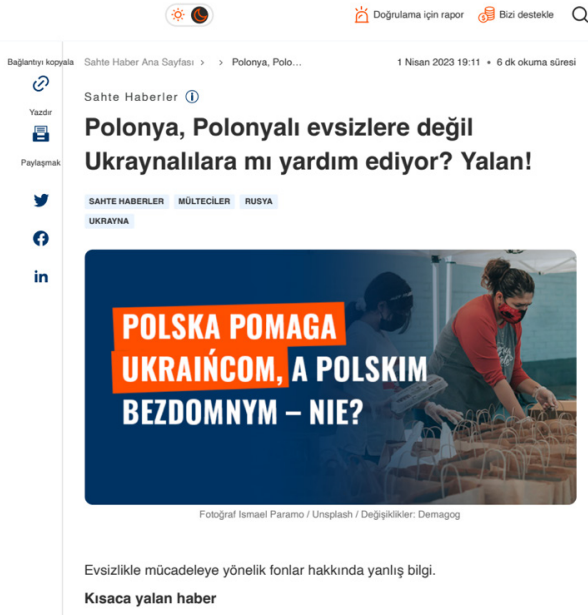 Doğrulama için rapor
Bizi destekle
Bağlantıyı kopyala
Sahte Haber Ana Sayfası > > Polonya, Polo...
1 Nisan 2023 19:11 • 6 dk okuma süresi
Yazdır
Paylaşmak
Sahte Haberler
Polonya, Polonyalı evsizlere değil
Ukraynalılara mı yardım ediyor? Yalan!
SAHTE HABERLER MÜLTECİLER RUSYA
UKRAYNA
POLSKA POMAGA
UKRAIŃCOM, A POLSKIM
BEZDOMNYM – NIE?
Fotoğraf Ismael Paramo / Unsplash / Değişiklikler: Demagog
Evsizlikle mücadeleye yönelik fonlar hakkında yanlış bilgi.
Kısaca yalan haber